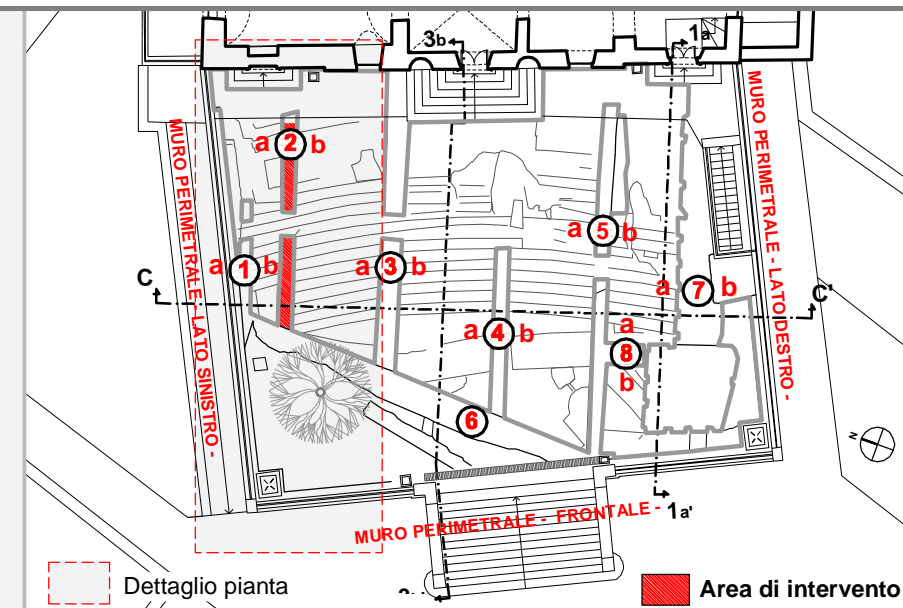 3b
1a
MURO PERIMETRALE - LATO SINISTRO -
MURO PERIMETRALE - LATO DESTRO -
a 2 b
a 5 b
a 1 b
a 3 b
a 7 b
C
C'
a 4 b
a
8
b
6
N
1a'
MURO PERIMETRALE - FRONTALE -
Dettaglio pianta
Area di intervento